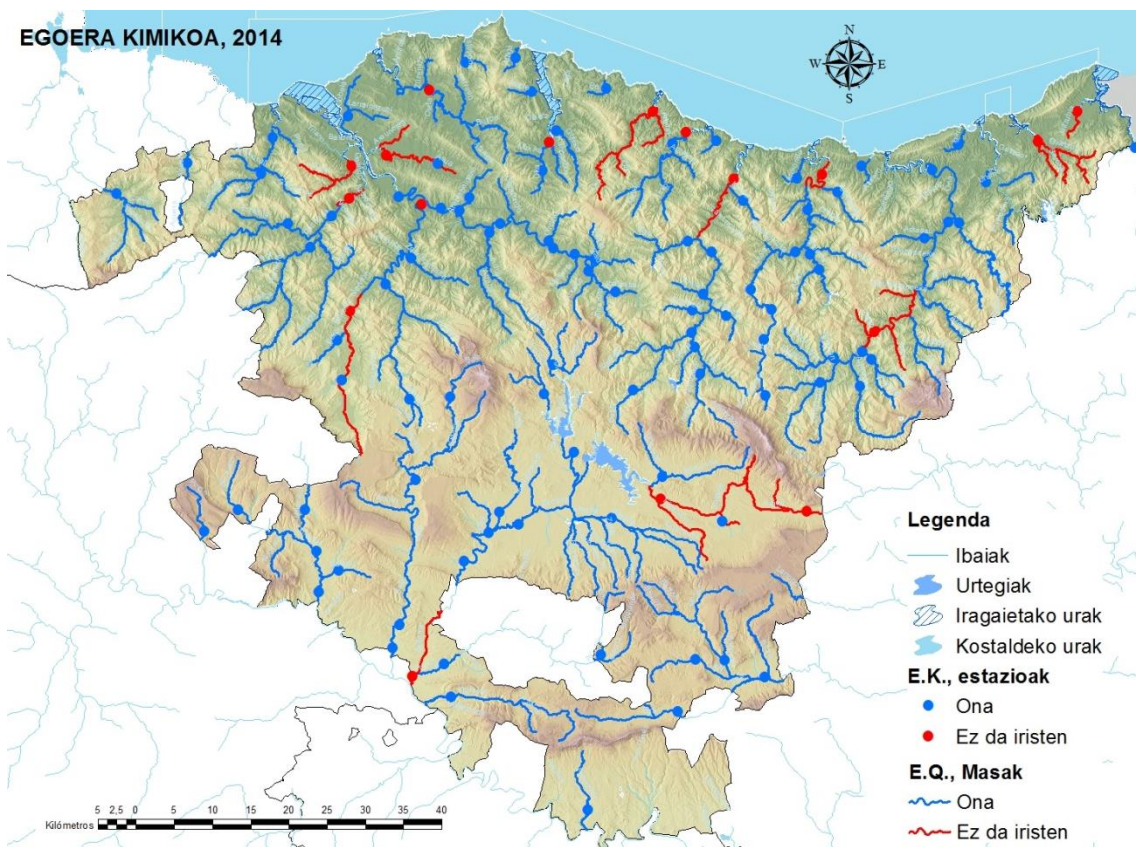 EGOERA KIMIKOA, 2014
N
W E
S
Legenda
Ibaiak
Urtegiak
Iragaietako urak
Kostaldeko urak
E.K., estazioak
Ona
Ez da iristen
E.Q., Masak
Ona
Ez da iristen
5 2,5 0 5 10 15 20 25 30 35 40
Kilómetros